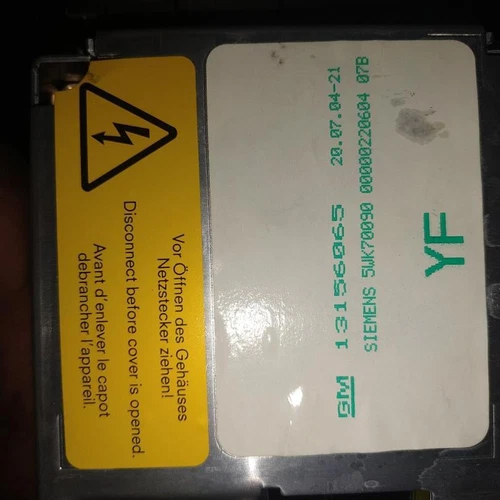 Vor Öffnen des Gehäuses
Netzstecker ziehen!
Disconnect before cover is opened.
Avant d'enlever le capot
debrancher l'appareil.
GM 13156065 20.07.04-21
SIEMENS 5WK70090 00000220604 07B
YF